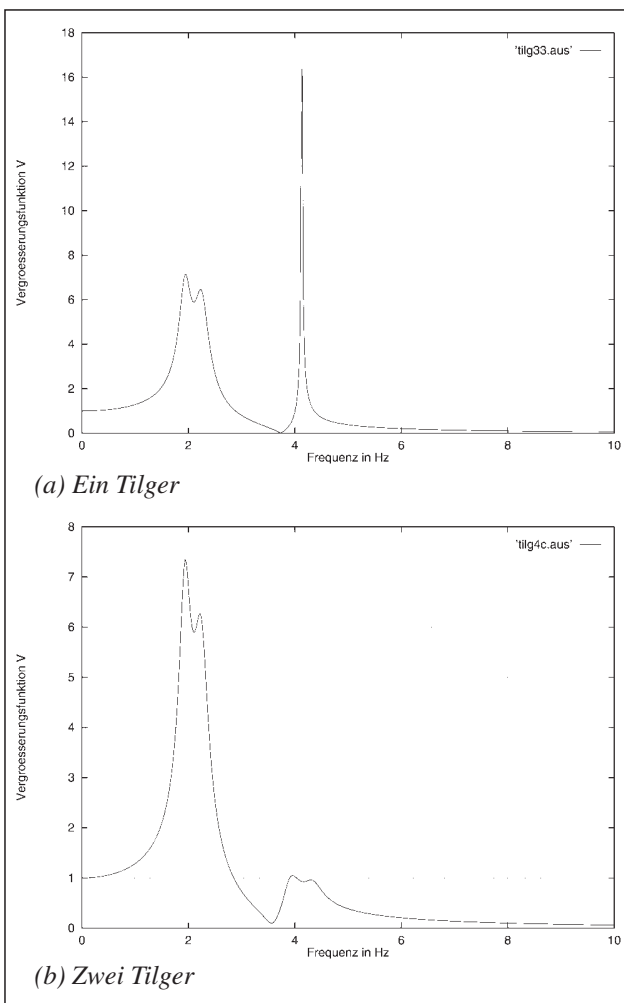 18
16
14
12
10
8
6
4
2
0
Vergroesserungsfunktion V
'tilg33.aus'
0 2 4 6 8 10
Frequenz in Hz
(a) Ein Tilger
8
7
6
5
4
3
2
1
0
Vergroesserungsfunktion V
'tilg4c.aus'
0 2 4 6 8 10
Frequenz in Hz
(b) Zwei Tilger